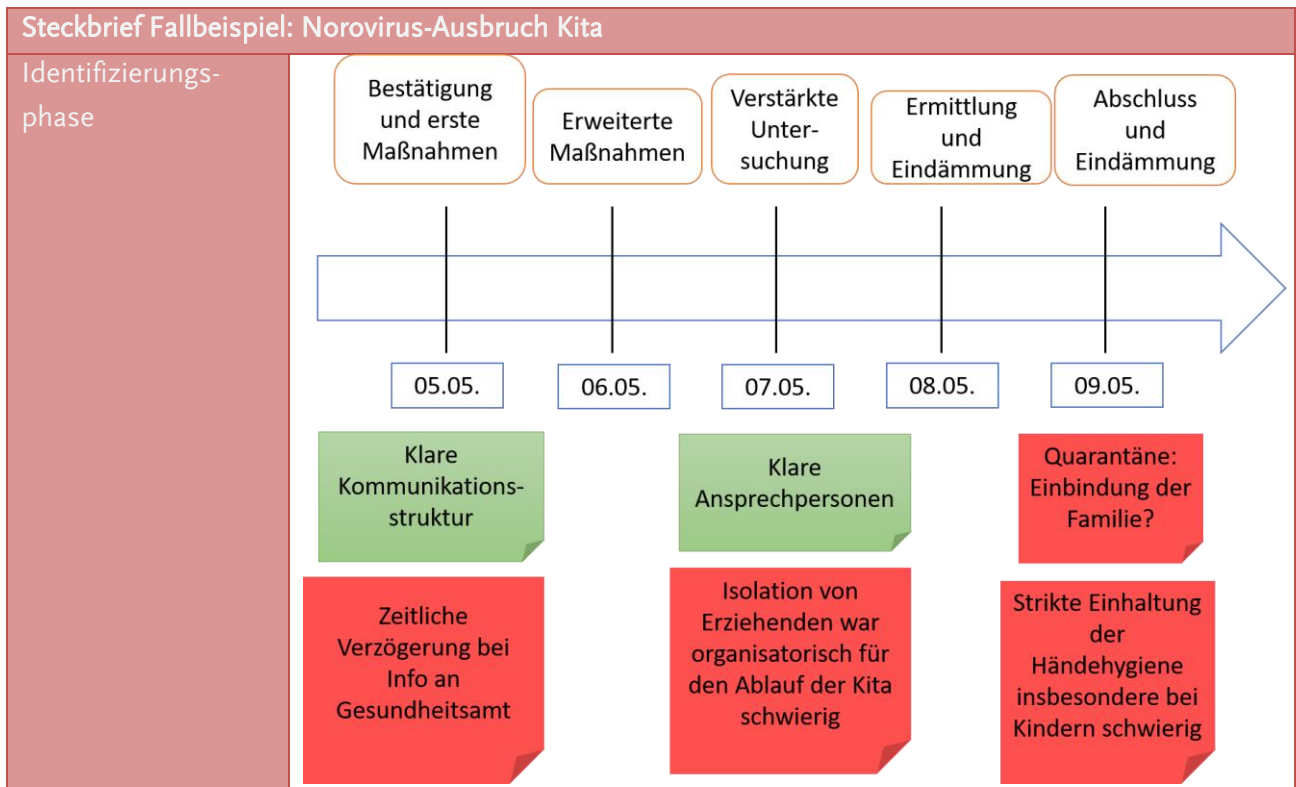 Steckbrief Fallbeispiel: Norovirus-Ausbruch Kita
Identifizierungs-
phase
Bestätigung
und erste
Maßnahmen
Erweiterte
Maßnahmen
Verstärkte
Unter-
suchung
Ermittlung
und
Eindämmung
Abschluss
und
Eindämmung
05.05.
06.05.
07.05.
08.05.
09.05.
Klare
Kommunikations-
struktur
Klare
Ansprechpersonen
Quarantäne:
Einbindung der
Familie?
Zeitliche
Verzögerung bei
Info an
Gesundheitsamt
Isolation von
Erziehenden war
organisatorisch für
den Ablauf der Kita
schwierig
Strikte Einhaltung
der
Händehygiene
insbesondere bei
Kindern schwierig